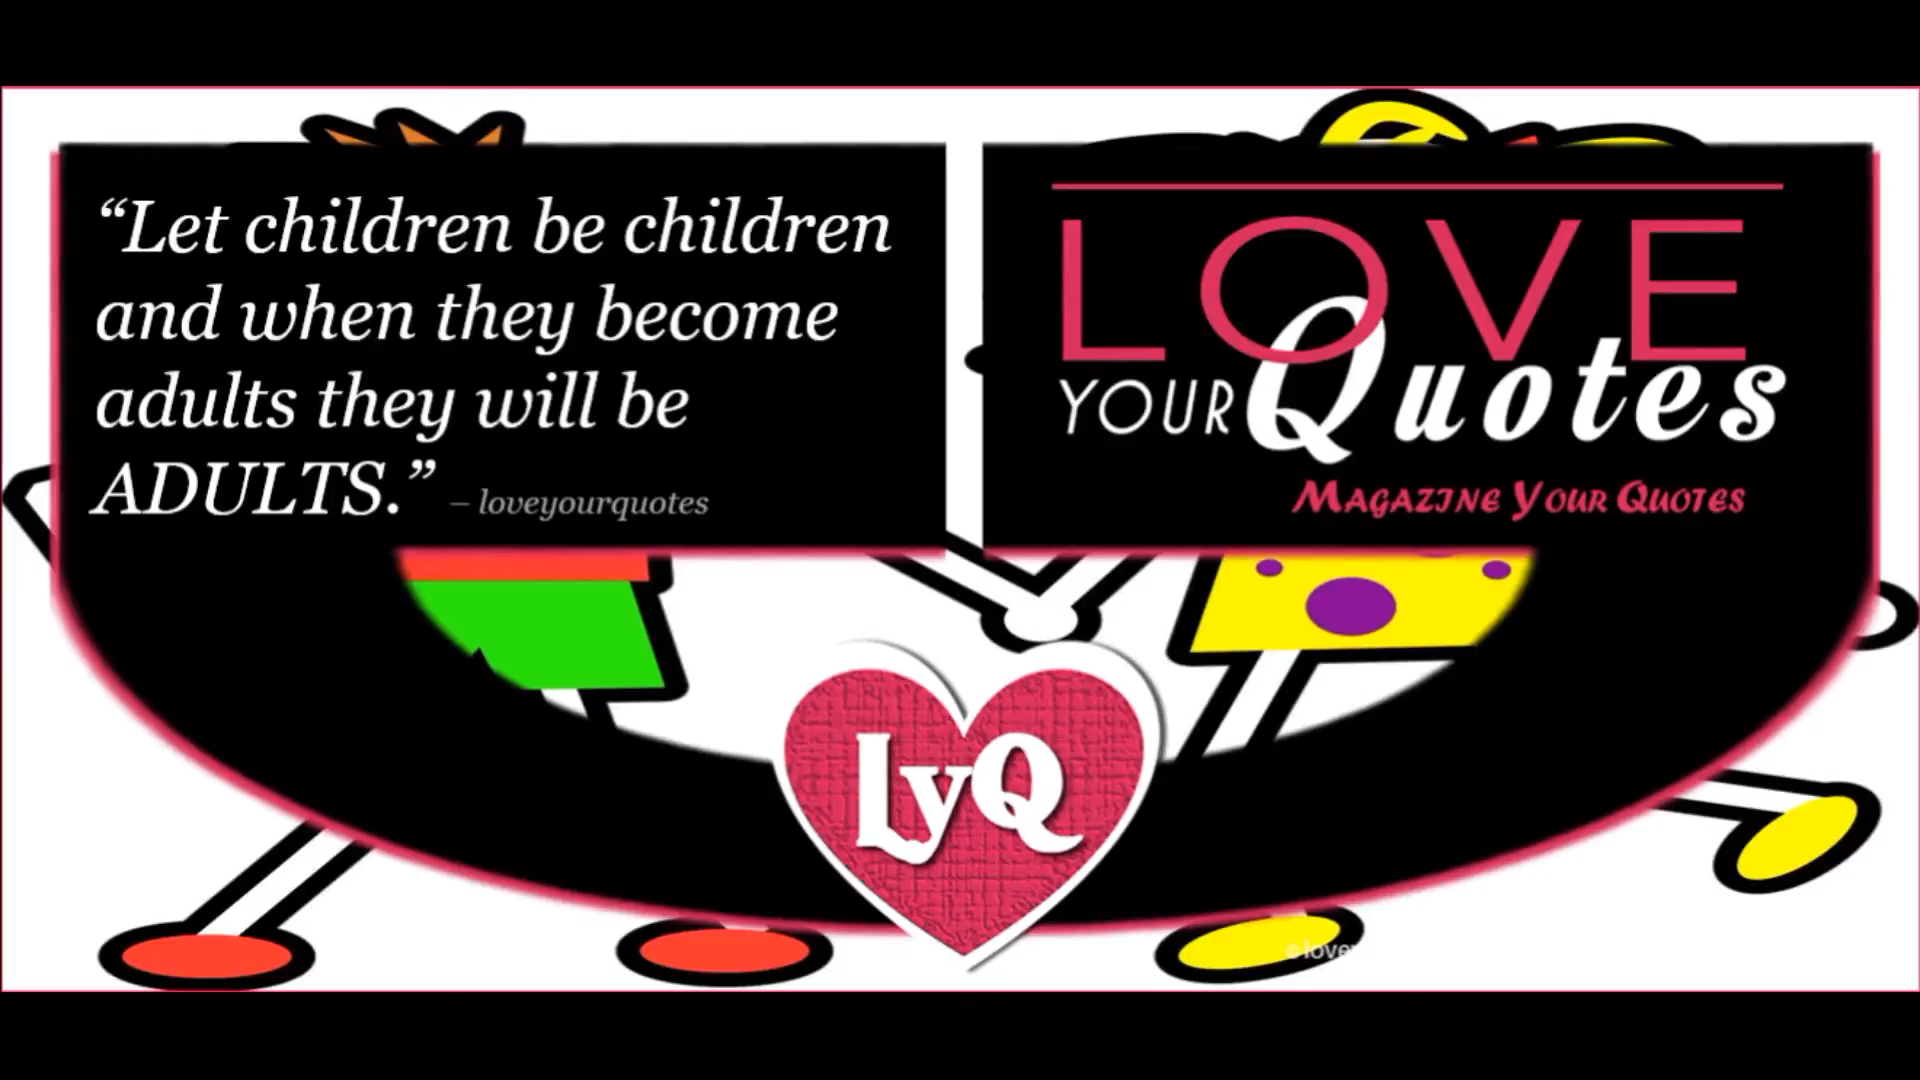 “Let children be children
and when they become
adults they will be
ADULTS.” – loveyourquotes
LOVE
YOUR Quotes
MAGAZINE YOUR QUOTES
LyQ